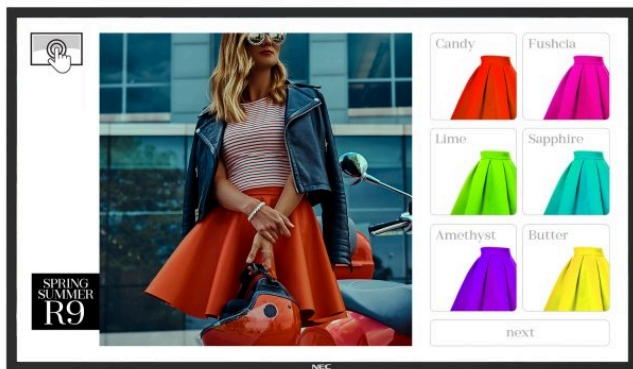 Candy
Fushcia
Lime
Sapphire
Amethyst
Butter
next
SPRING
SUMMER
R9
NEC